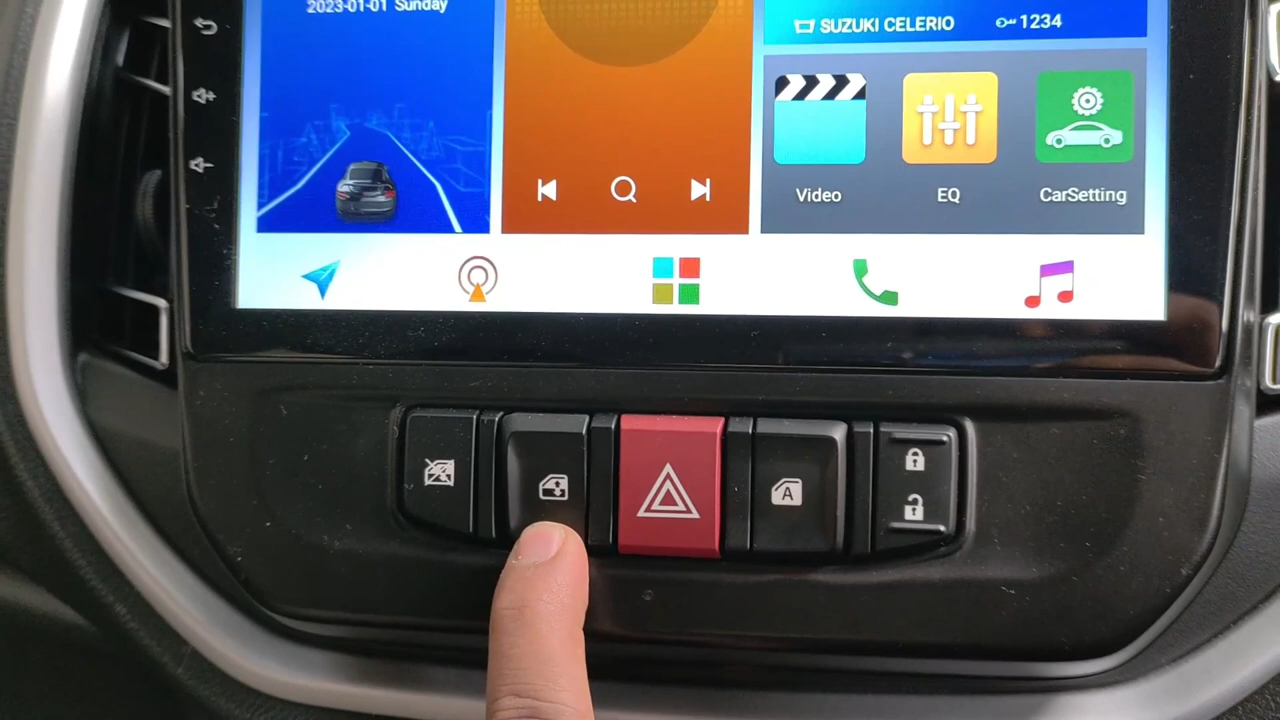 2023-01-01 Sunday
SUZUKI CELERIO 1234
Video EQ CarSetting
A